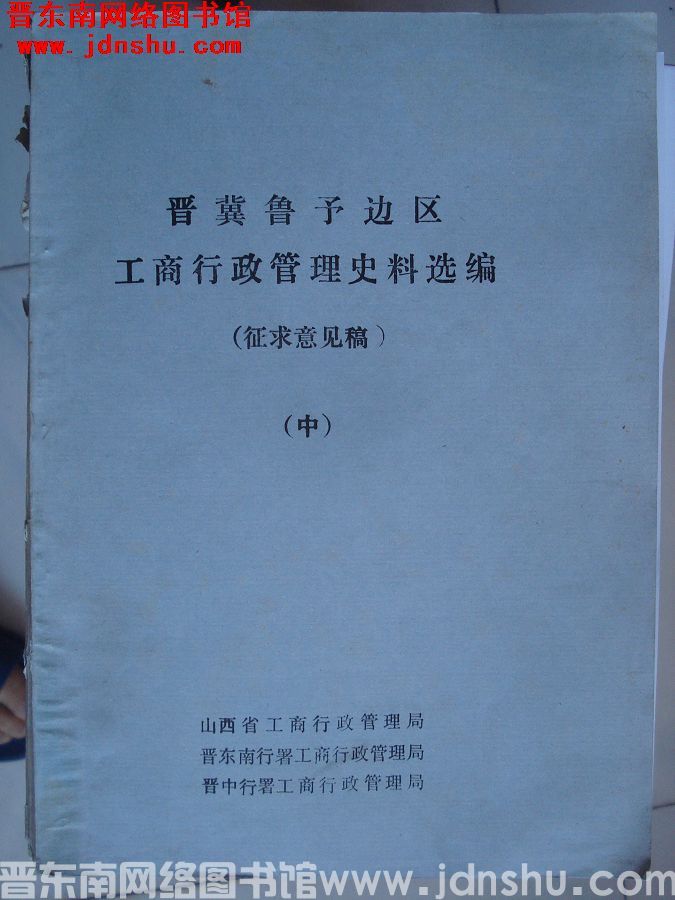 晋东南网络图书馆
www.jdnshu.com
晋冀鲁予边区
工商行政管理史料选编
(征求意见稿)
(中)
山西省工商行政管理局
晋东南行署工商行政管理局
晋中行署工商行政管理局
晋东南网络图书馆www.jdnshu.com